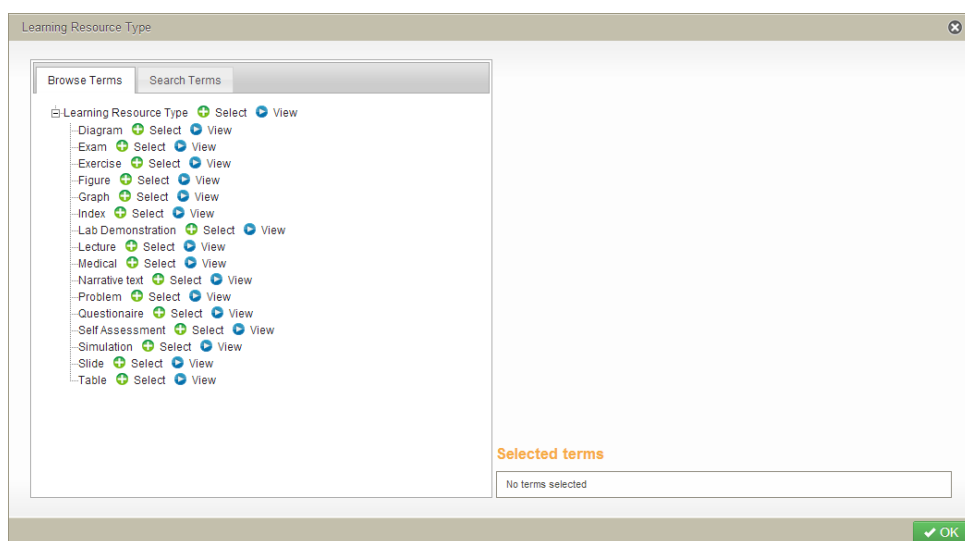 Learning Resource Type
Browse Terms Search Terms
Learning Resource Type Select View
Diagram Select View
Exam Select View
Exercise Select View
Figure Select View
Graph Select View
Index Select View
Lab Demonstration Select View
Lecture Select View
Medical Select View
Narrative text Select View
Problem Select View
Questionaire Select View
Self Assessment Select View
Simulation Select View
Slide Select View
Table Select View
Selected terms
No terms selected
OK